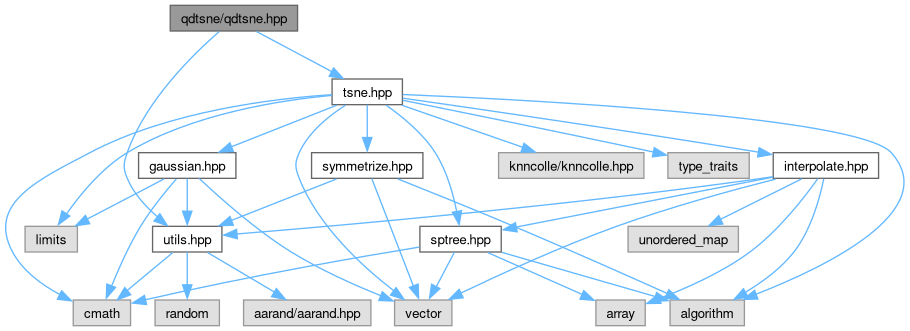 qdtsne/qdtsne.hpp
tsne.hpp
gaussian.hpp
symmetrize.hpp
knncolle/knncolle.hpp
type_traits
interpolate.hpp
limits
utils.hpp
sptree.hpp
unordered_map
cmath
random
aarand/aarand.hpp
vector
array
algorithm